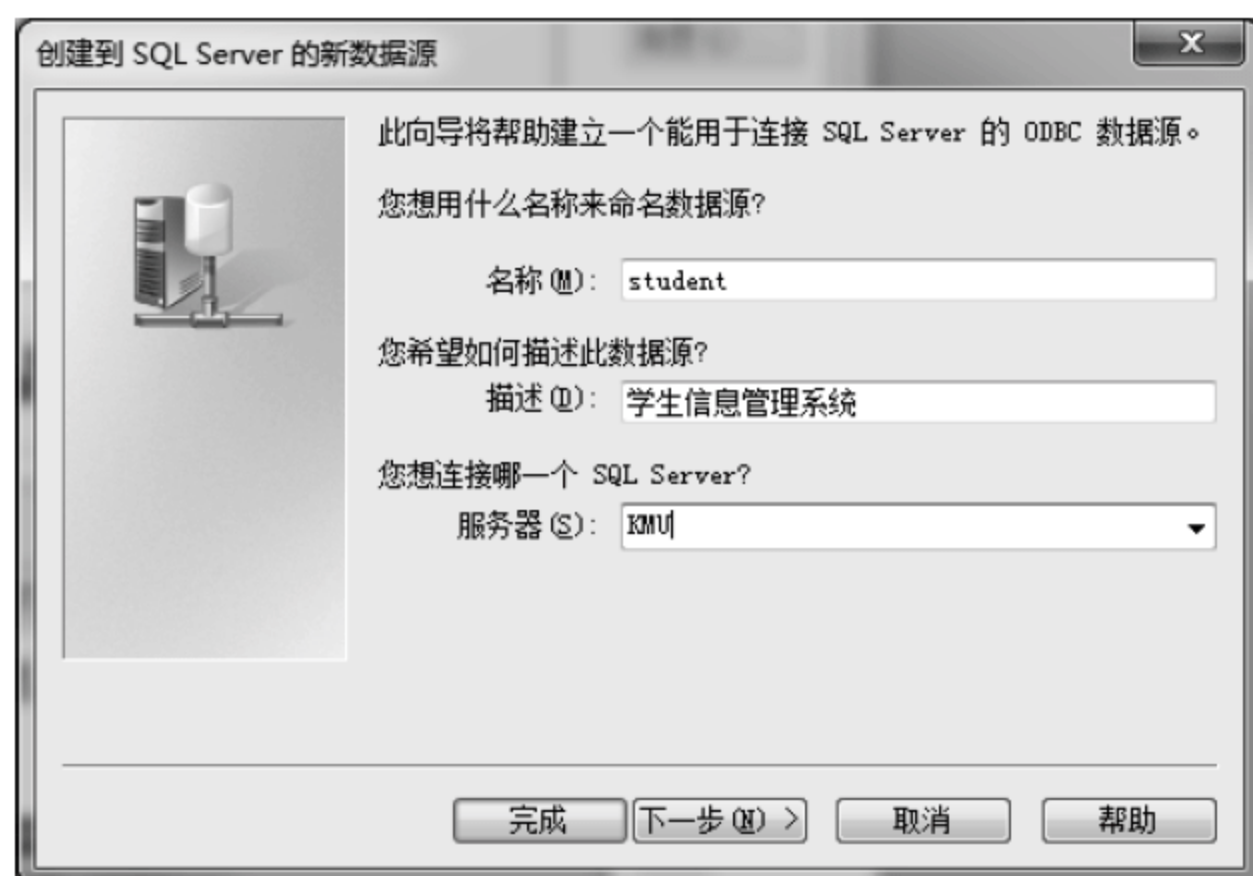 创建到 SQL Server 的新数据源
x
此向导将帮助建立一个能用于连接 SQL Server 的 ODBC 数据源。
您想用什么名称来命名数据源?
名称(M): student
您希望如何描述此数据源?
描述(D): 学生信息管理系统
您想连接哪一个 SQL Server?
服务器(S): KMU
完成 下一步(N) > 取消 帮助